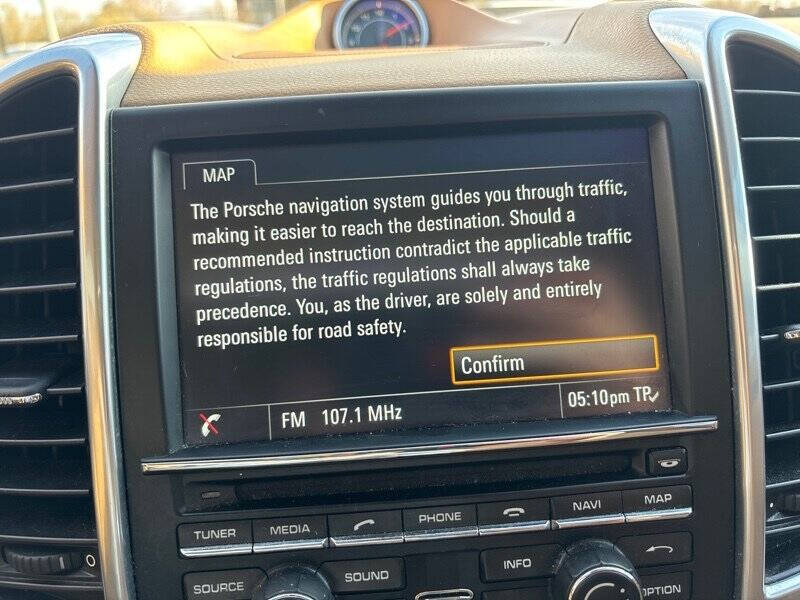 MAP
The Porsche navigation system guides you through traffic,
making it easier to reach the destination. Should a
recommended instruction contradict the applicable traffic
regulations, the traffic regulations shall always take
precedence. You, as the driver, are solely and entirely
responsible for road safety.
Confirm
FM 107.1 MHz 05:10pm TP
TUNER MEDIA PHONE NAVI MAP
SOURCE SOUND INFO OPTION
0